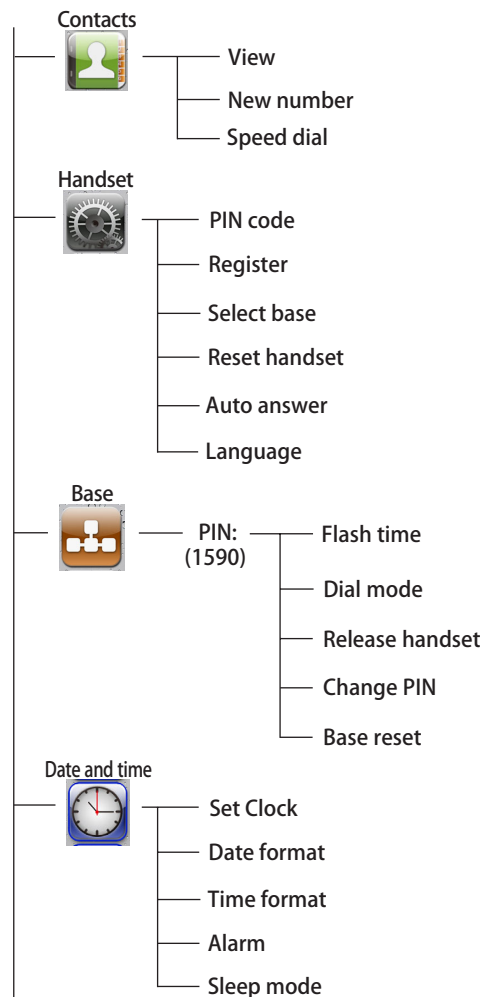 Contacts
View
New number
Speed dial
Handset
PIN code
Register
Select base
Reset handset
Auto answer
Language
Base
PIN:
(1590)
Flash time
Dial mode
Release handset
Change PIN
Base reset
Date and time
Set Clock
Date format
Time format
Alarm
Sleep mode